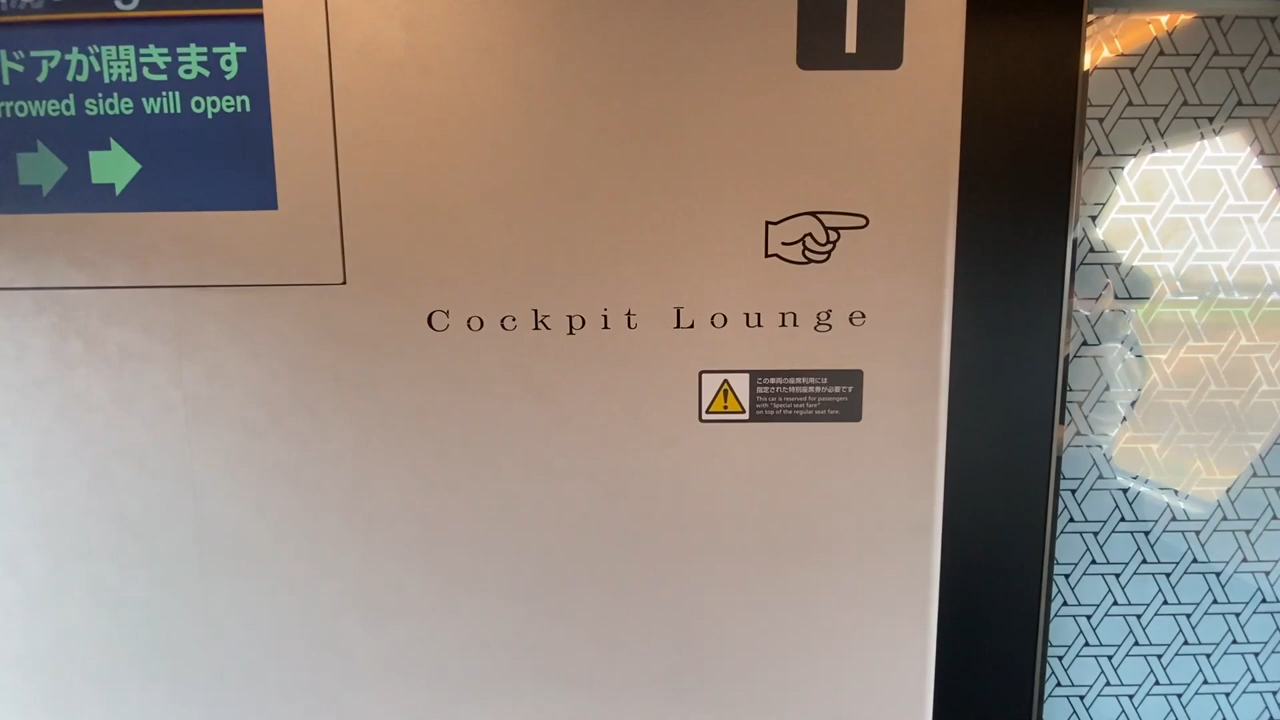 ドアが開きます
rrowed side will open
1
Cockpit Lounge
この車両の座席利用には
指定された特別座席券が必要です
This car is reserved for passengers
with "Special seat fare"
on top of the regular seat fare.